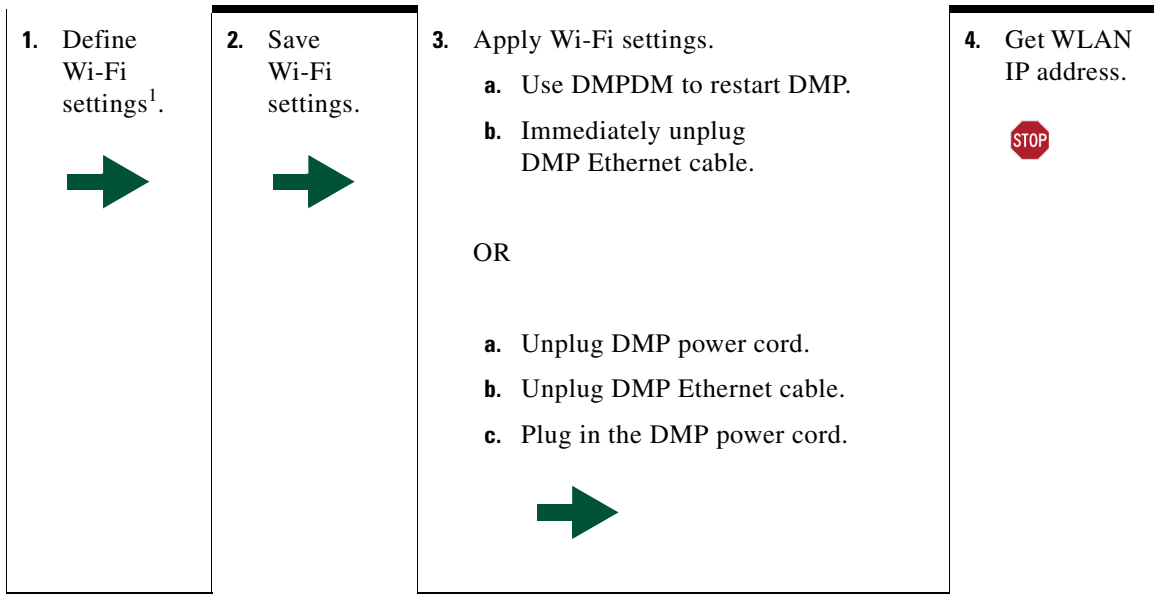 1. Define
Wi-Fi
settings1.
2. Save
Wi-Fi
settings.
3. Apply Wi-Fi settings.
a. Use DMPDM to restart DMP.
b. Immediately unplug
DMP Ethernet cable.
OR
a. Unplug DMP power cord.
b. Unplug DMP Ethernet cable.
c. Plug in the DMP power cord.
4. Get WLAN
IP address.
STOP